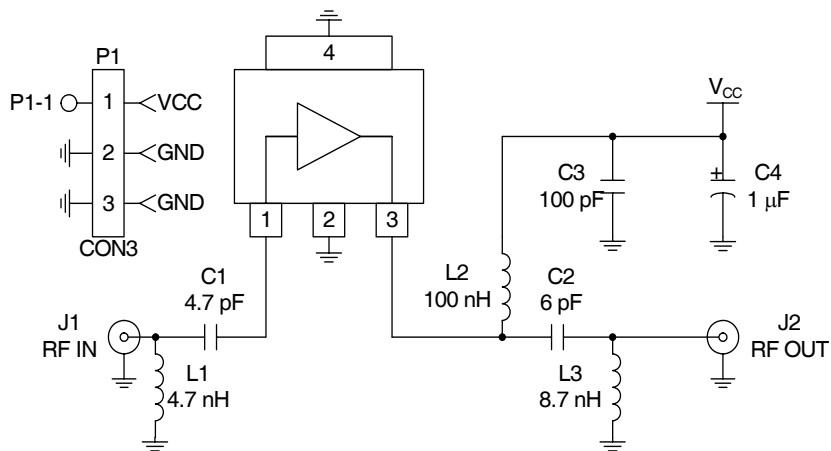 P1
4
P1-1
1
VCC
2
GND
3
GND
CON3
1
2
3
V_CC
C3
100 pF
+
C4
1 μF
C1
4.7 pF
L2
100 nH
C2
6 pF
J1
RF IN
L1
4.7 nH
L3
8.7 nH
J2
RF OUT